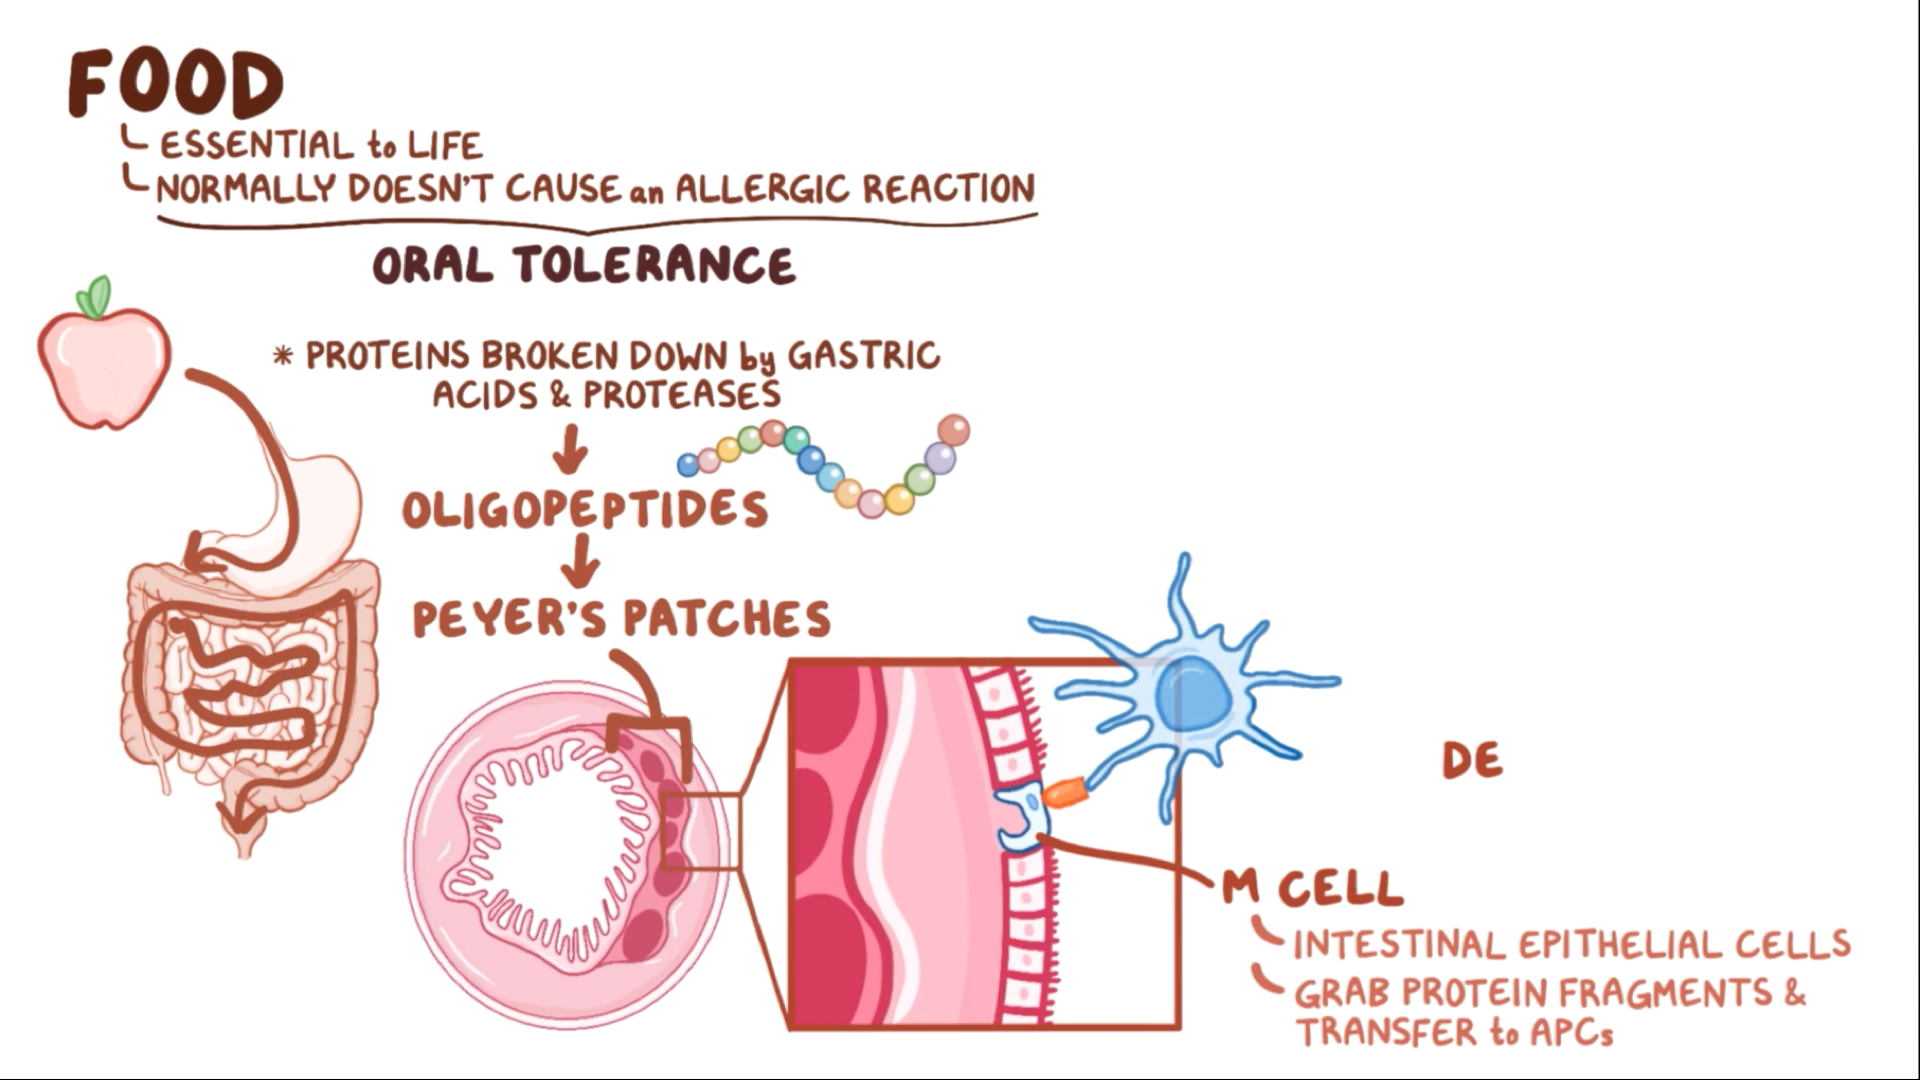 FOOD
ESSENTIAL to LIFE
NORMALLY DOESN'T CAUSE an ALLERGIC REACTION
ORAL TOLERANCE
* PROTEINS BROKEN DOWN by GASTRIC
ACIDS & PROTEASES
OLIGOPEPTIDES
PEYER'S PATCHES
DE
M CELL
INTESTINAL EPITHELIAL CELLS
GRAB PROTEIN FRAGMENTS &
TRANSFER to APCs